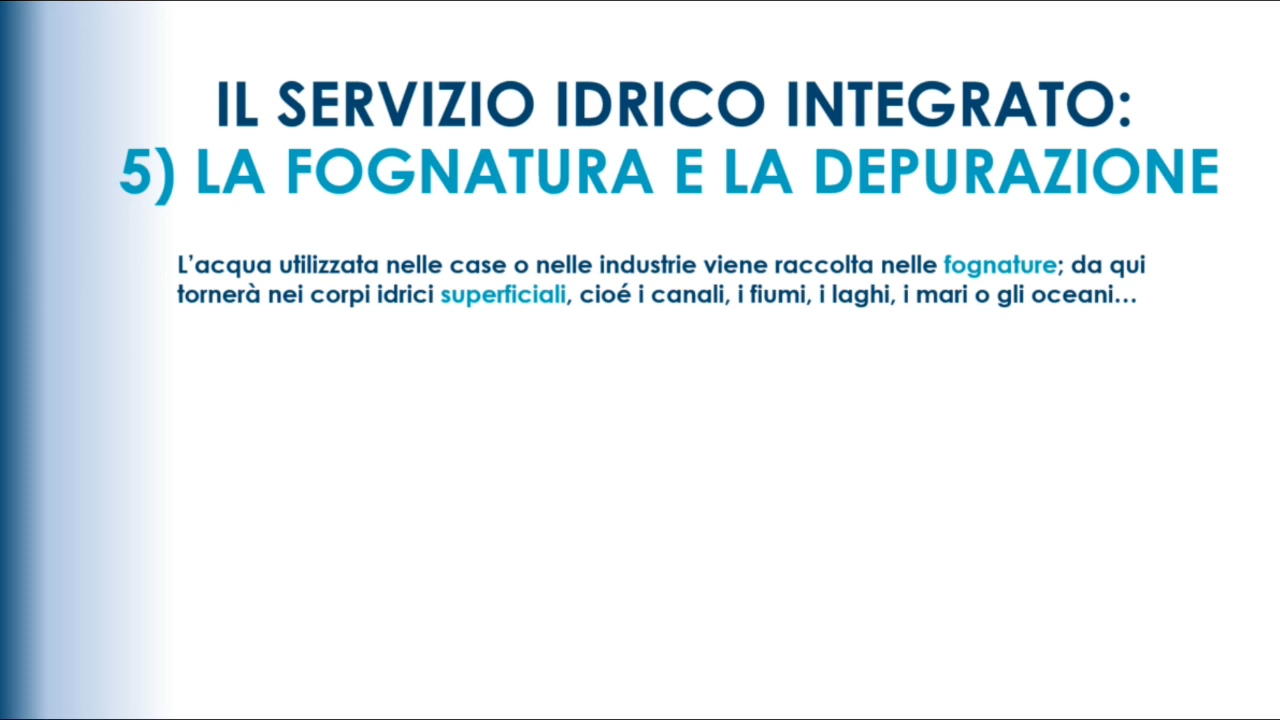 IL SERVIZIO IDRICO INTEGRATO:
5) LA FOGNATURA E LA DEPURAZIONE
L’acqua utilizzata nelle case o nelle industrie viene raccolta nelle fognature; da qui
tornerà nei corpi idrici superficiali, cioé i canali, i fiumi, i laghi, i mari o gli oceani…